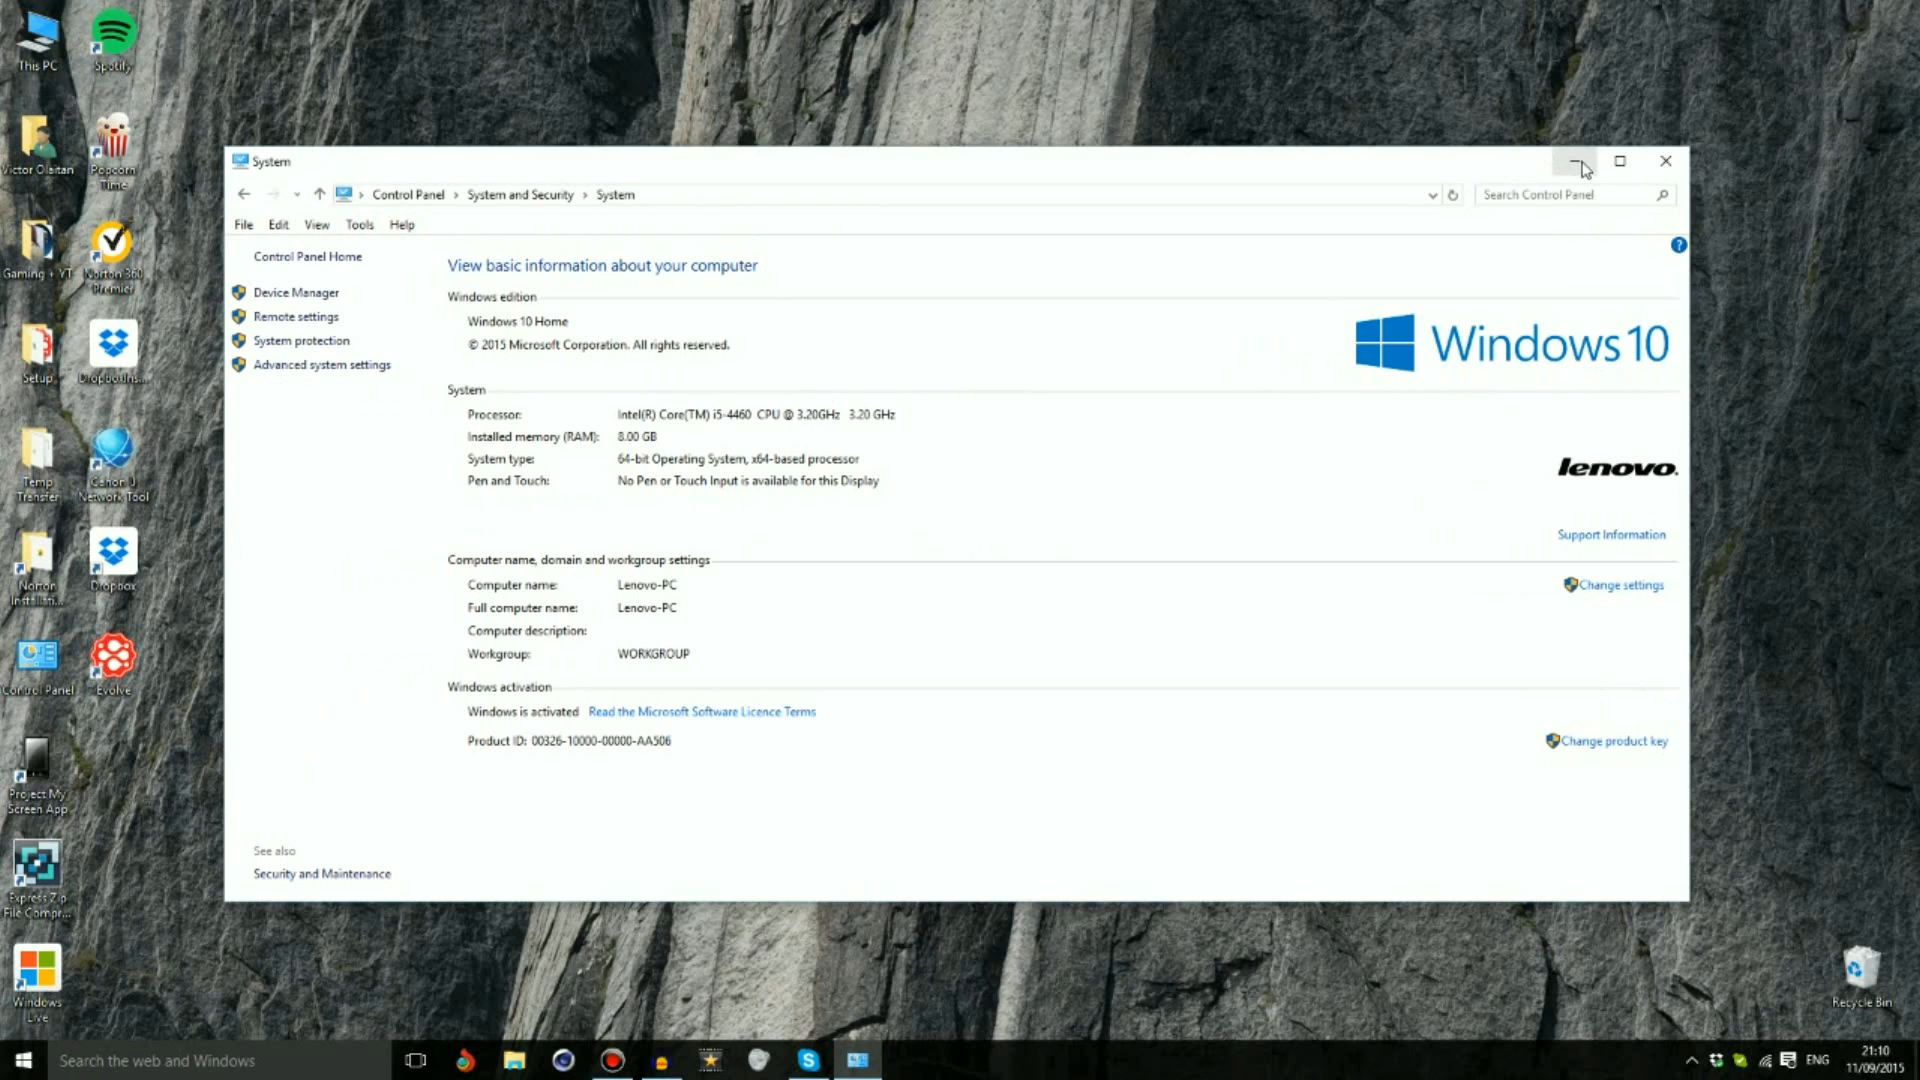 This PC
Spotify
Victor Olaitan
Popcorn
Time
Gaming + YT
Norton 360
Premier
Setup
DropboxIns...
Temp
Transfer
Canon IJ
Network Tool
Norton
Installati...
Dropbox
Control Panel
Evolve
Project My
Screen App
Express Zip
File Compr...
Windows
Live
Recycle Bin
System
Control Panel > System and Security > System
Search Control Panel
File Edit View Tools Help
Control Panel Home
Device Manager
Remote settings
System protection
Advanced system settings
See also
Security and Maintenance
View basic information about your computer
Windows edition
Windows 10 Home
© 2015 Microsoft Corporation. All rights reserved.
Windows 10
System
Processor: Intel(R) Core(TM) i5-4460 CPU @ 3.20GHz 3.20 GHz
Installed memory (RAM): 8.00 GB
System type: 64-bit Operating System, x64-based processor
Pen and Touch: No Pen or Touch Input is available for this Display
lenovo
Support Information
Computer name, domain and workgroup settings
Computer name: Lenovo-PC
Change settings
Full computer name: Lenovo-PC
Computer description:
Workgroup: WORKGROUP
Windows activation
Windows is activated Read the Microsoft Software Licence Terms
Product ID: 00326-10000-00000-AA506
Change product key
Search the web and Windows
ENG
21:10
11/09/2015